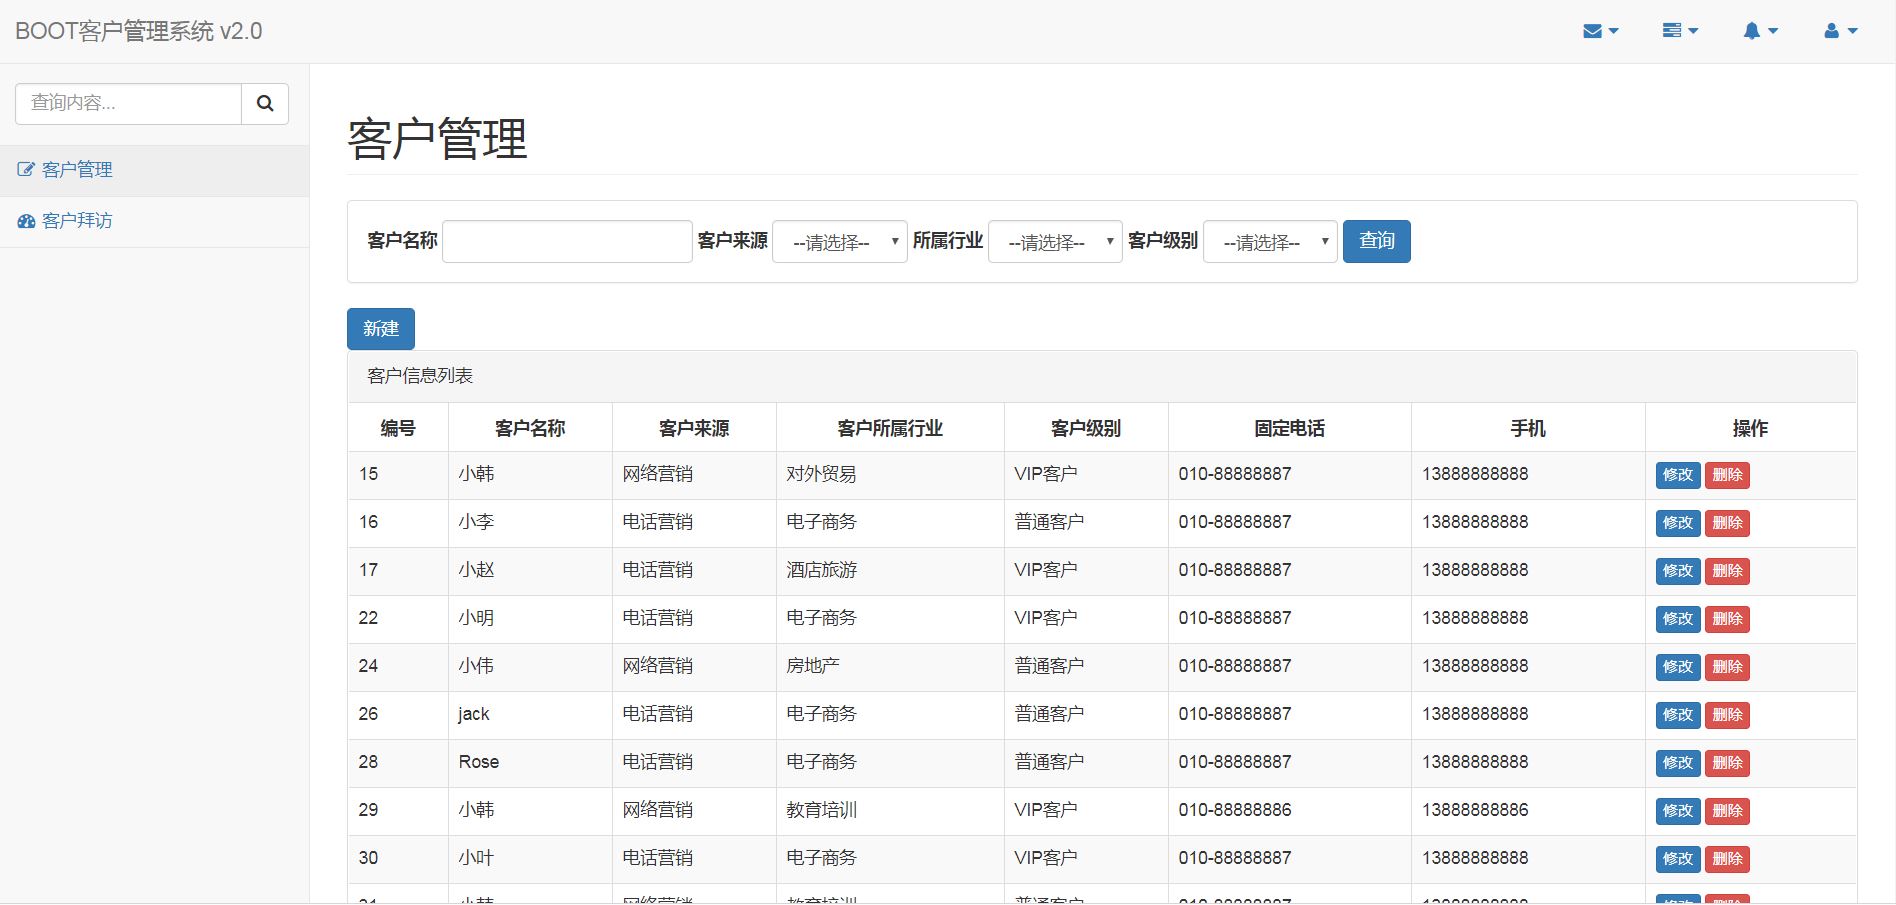 BOOT客户管理系统 v2.0
查询内容...
客户管理
客户拜访
客户管理
客户名称 客户来源 --请选择-- 所属行业 --请选择-- 客户级别 --请选择-- 查询
新建
客户信息列表
编号 客户名称 客户来源 客户所属行业 客户级别 固定电话 手机 操作
15 小韩 网络营销 对外贸易 VIP客户 010-88888887 13888888888 修改 删除
16 小李 电话营销 电子商务 普通客户 010-88888887 13888888888 修改 删除
17 小赵 电话营销 酒店旅游 VIP客户 010-88888887 13888888888 修改 删除
22 小明 电话营销 电子商务 VIP客户 010-88888887 13888888888 修改 删除
24 小伟 网络营销 房地产 普通客户 010-88888887 13888888888 修改 删除
26 jack 电话营销 电子商务 普通客户 010-88888887 13888888888 修改 删除
28 Rose 电话营销 电子商务 普通客户 010-88888887 13888888888 修改 删除
29 小韩 网络营销 教育培训 VIP客户 010-88888886 13888888886 修改 删除
30 小叶 电话营销 电子商务 VIP客户 010-88888887 13888888888 修改 删除